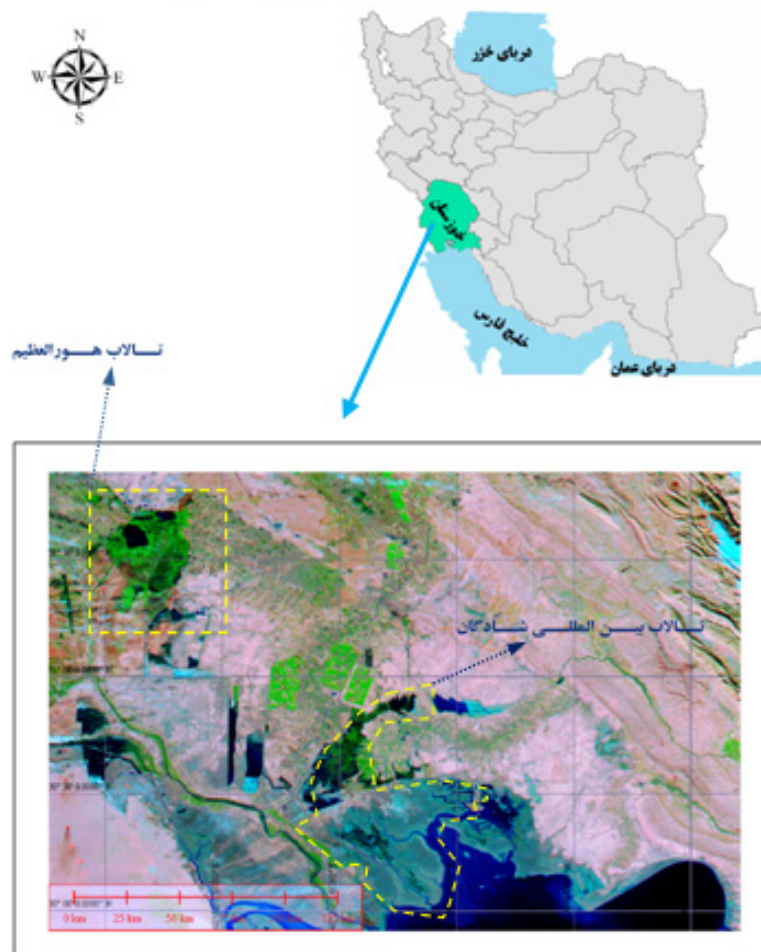 N
W E
S
دریای خزر
خوزستان
خلیج فارس
دریای عمان
تالاب هورالعظیم
تالاب بین المللی شادگان
0 km 25 km 50 km